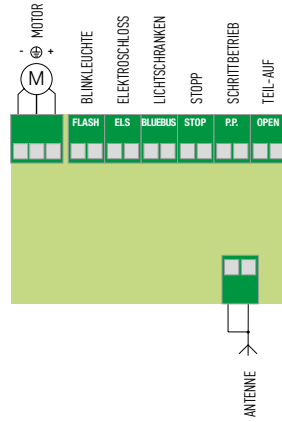 MOTOR
- +
M
BLINKLEUCHTE
ELEKTROSCHLOSS
LICHTSCHRANKEN
STOPP
SCHRITTBETRIEB
TEIL-AUF
FLASH
ELS
BLUEBUS
STOP
P.P.
OPEN
ANTENNE